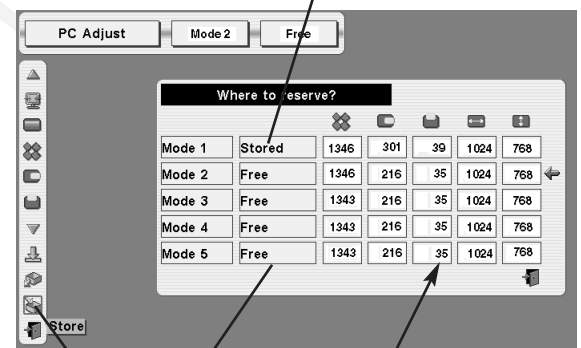 PC Adjust Mode 2 Free
Where to reserve?
Mode 1 Stored 1346 301 39 1024 768
Mode 2 Free 1346 216 35 1024 768
Mode 3 Free 1343 216 35 1024 768
Mode 4 Free 1343 216 35 1024 768
Mode 5 Free 1343 216 35 1024 768
Store